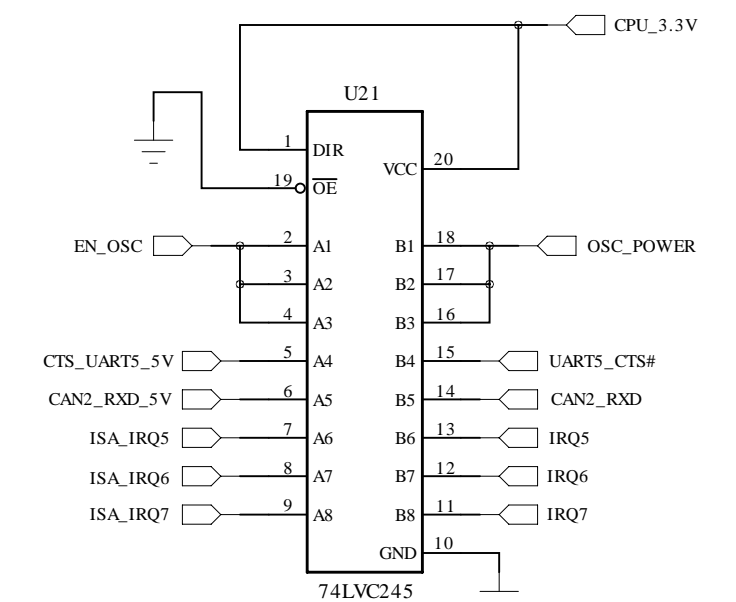 CPU_3.3V
U21
1 DIR
VCC 20
19 OE
EN_OSC 2 A1 B1 18 OSC_POWER
3 A2 B2 17
4 A3 B3 16
CTS_UART5_5V 5 A4 B4 15 UART5_CTS#
CAN2_RXD_5V 6 A5 B5 14 CAN2_RXD
ISA_IRQ5 7 A6 B6 13 IRQ5
ISA_IRQ6 8 A7 B7 12 IRQ6
ISA_IRQ7 9 A8 B8 11 IRQ7
GND 10
74LVC245